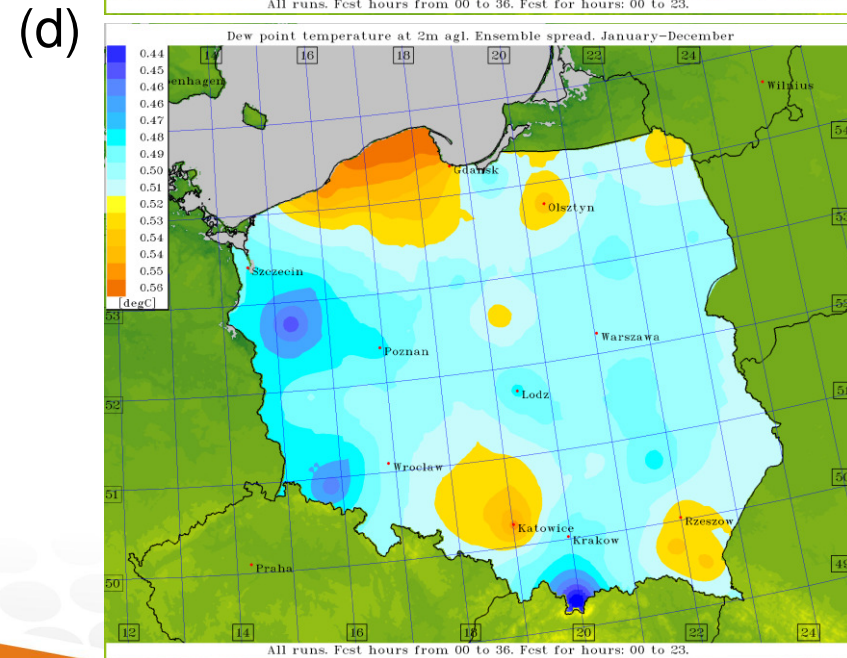 All runs. Fcst hours from 00 to 36. Fcst for hours: 00 to 23.
(d)
Dew point temperature at 2m agl. Ensemble spread. January-December
0.44
0.45
0.46
0.46
0.47
0.48
0.49
0.50
0.51
0.52
0.53
0.54
0.54
0.55
0.56
[degC]
14
16
18
20
22
24
enhagen
Wilnius
54
Gdansk
Olsztyn
53
Szczecin
53
Warszawa
Poznan
52
Lodz
Wroclaw
51
50
Rzeszow
Katowice
Krakow
Praha
50
49
12
14
16
18
20
22
24
All runs. Fcst hours from 00 to 36. Fcst for hours: 00 to 23.